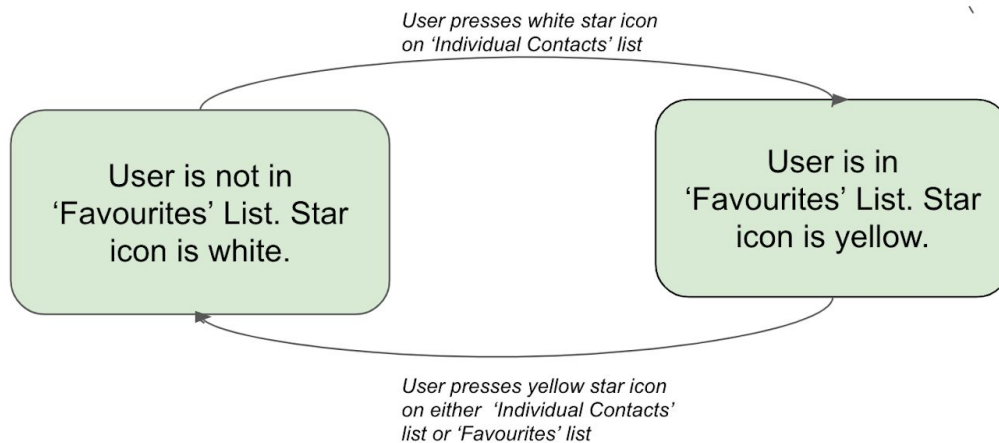 User presses white star icon
on ‘Individual Contacts’ list
User is not in
‘Favourites’ List. Star
icon is white.
User is in
‘Favourites’ List. Star
icon is yellow.
User presses yellow star icon
on either ‘Individual Contacts’
list or ‘Favourites’ list